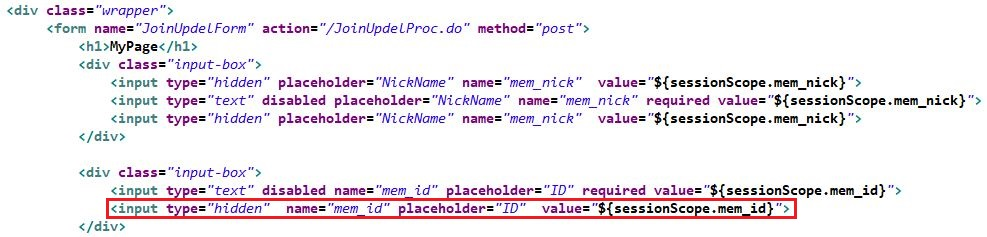 <div class="wrapper">
<form name="JoinUpdelForm" action="/JoinUpdelProc.do" method="post">
<h1>MyPage</h1>
<div class="input-box">
<input type="hidden" placeholder="NickName" name="mem_nick"  value="${sessionScope.mem_nick}">
<input type="text" disabled placeholder="NickName" name="mem_nick" required value="${sessionScope.mem_nick}">
<input type="hidden" placeholder="NickName" name="mem_nick"  value="${sessionScope.mem_nick}">
</div>
<div class="input-box">
<input type="text" disabled name="mem_id" placeholder="ID" required value="${sessionScope.mem_id}">
<input type="hidden"  name="mem_id" placeholder="ID"  value="${sessionScope.mem_id}">
</div>